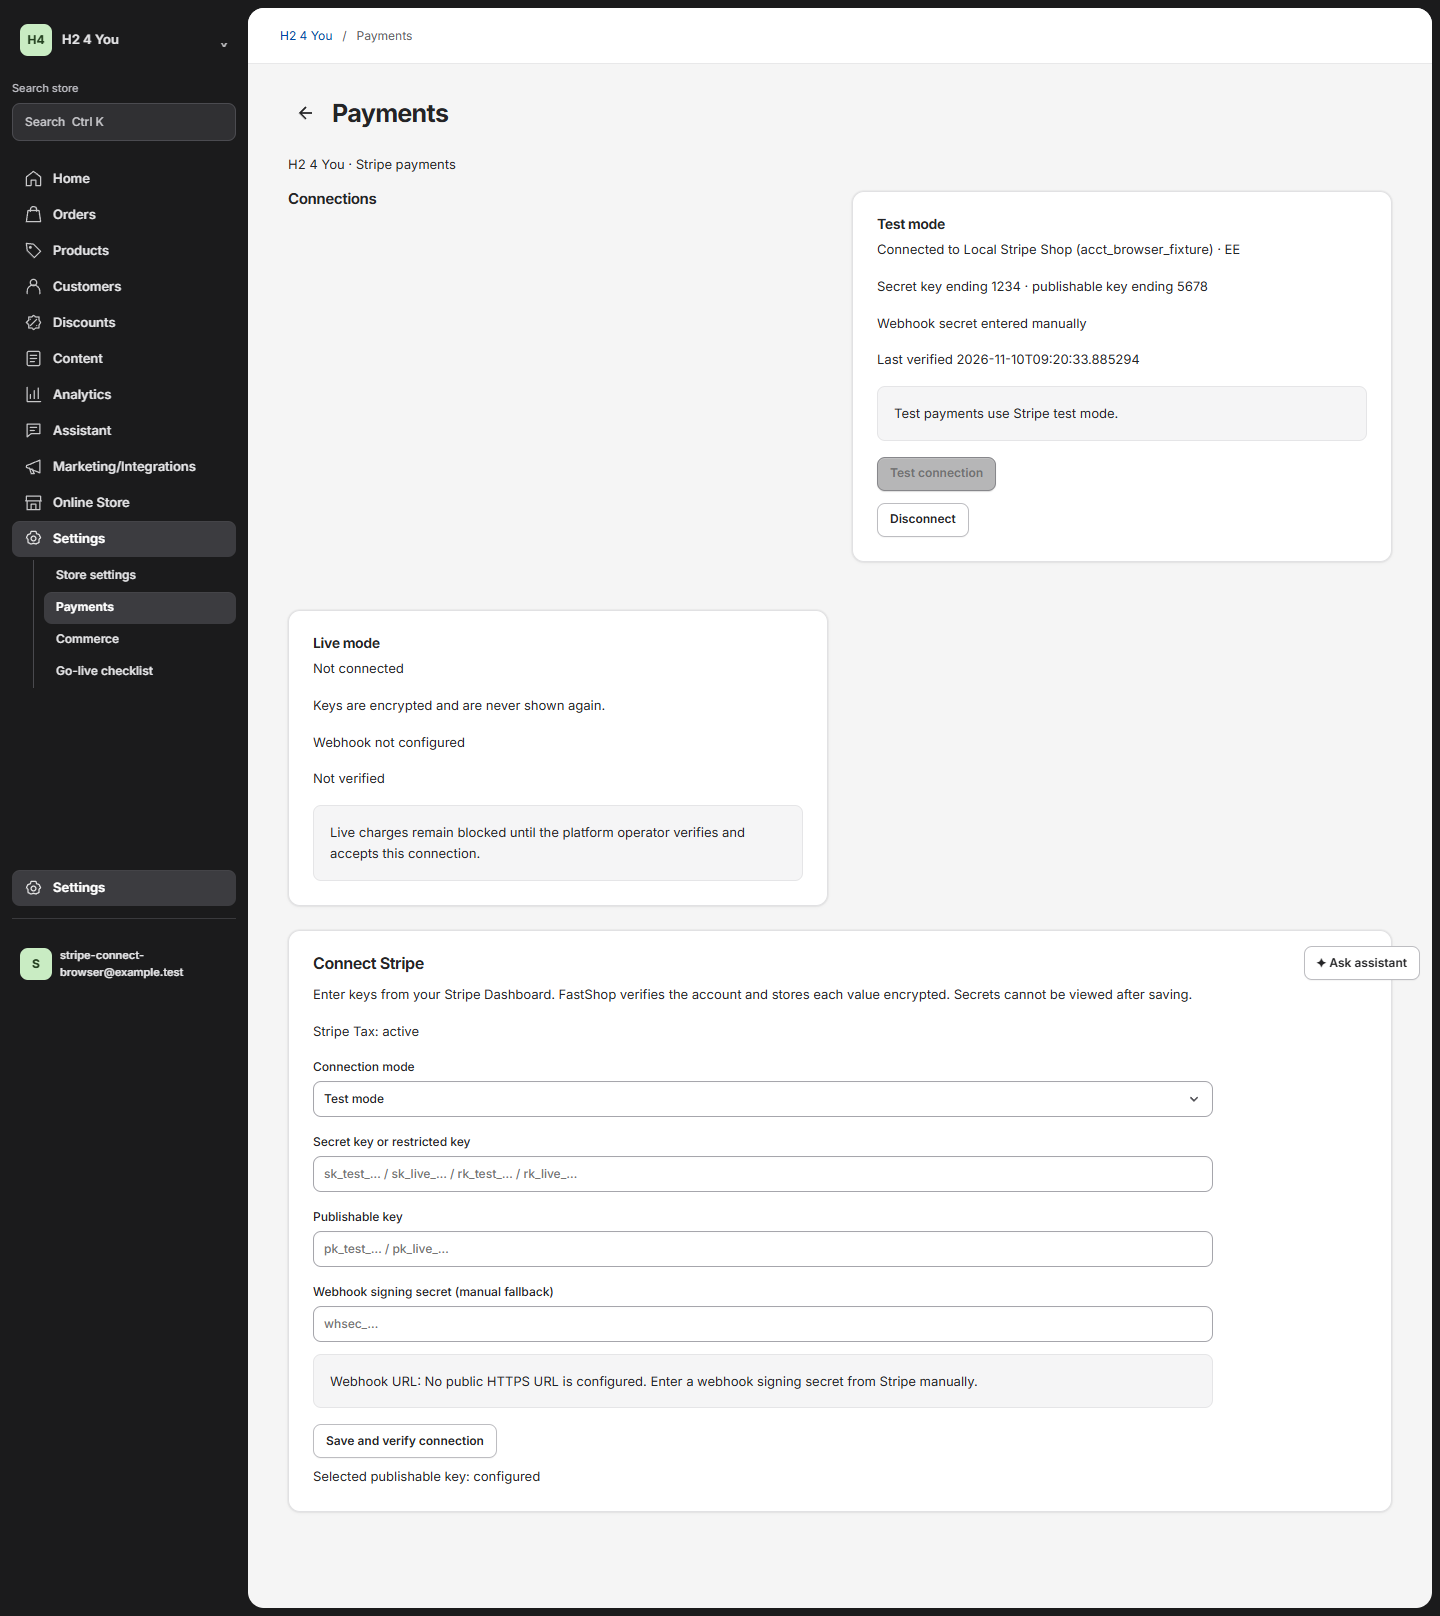 H4
H2 4 You
Search store
Search Ctrl K
Home
Orders
Products
Customers
Discounts
Content
Analytics
Assistant
Marketing/Integrations
Online Store
Settings
Store settings
Payments
Commerce
Go-live checklist
Settings
S
stripe-connect-
browser@example.test
H2 4 You / Payments
Payments
H2 4 You · Stripe payments
Connections
Test mode
Connected to Local Stripe Shop (acct_browser_fixture) · EE
Secret key ending 1234 · publishable key ending 5678
Webhook secret entered manually
Last verified 2026-11-10T09:20:33.885294
Test payments use Stripe test mode.
Test connection
Disconnect
Live mode
Not connected
Keys are encrypted and are never shown again.
Webhook not configured
Not verified
Live charges remain blocked until the platform operator verifies and
accepts this connection.
Connect Stripe
✦ Ask assistant
Enter keys from your Stripe Dashboard. FastShop verifies the account and stores each value encrypted. Secrets cannot be viewed after saving.
Stripe Tax: active
Connection mode
Test mode
Secret key or restricted key
sk_test_... / sk_live_... / rk_test_... / rk_live_...
Publishable key
pk_test_... / pk_live_...
Webhook signing secret (manual fallback)
whsec_...
Webhook URL: No public HTTPS URL is configured. Enter a webhook signing secret from Stripe manually.
Save and verify connection
Selected publishable key: configured